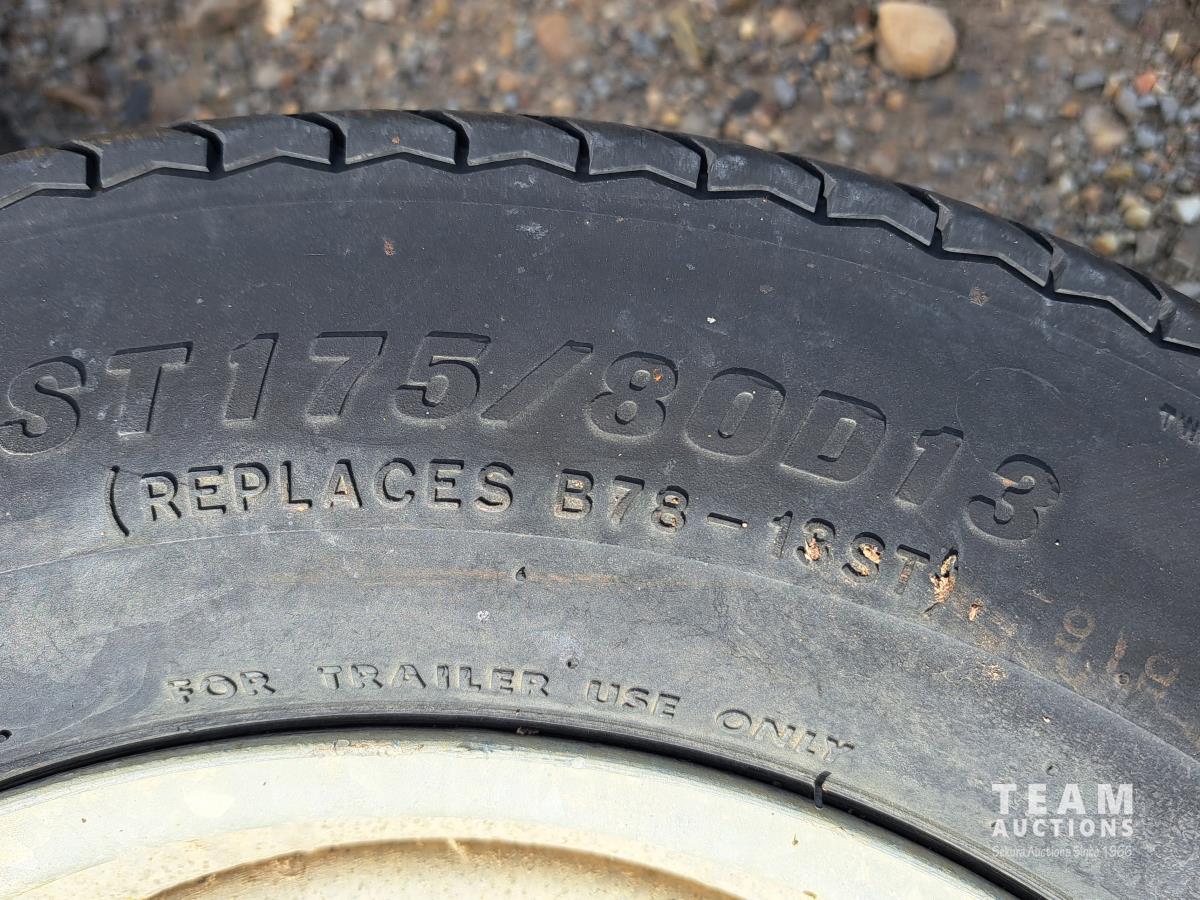 ST175/80D13
(REPLACES B78-13ST)
FOR TRAILER USE ONLY
TEAM
AUCTIONS